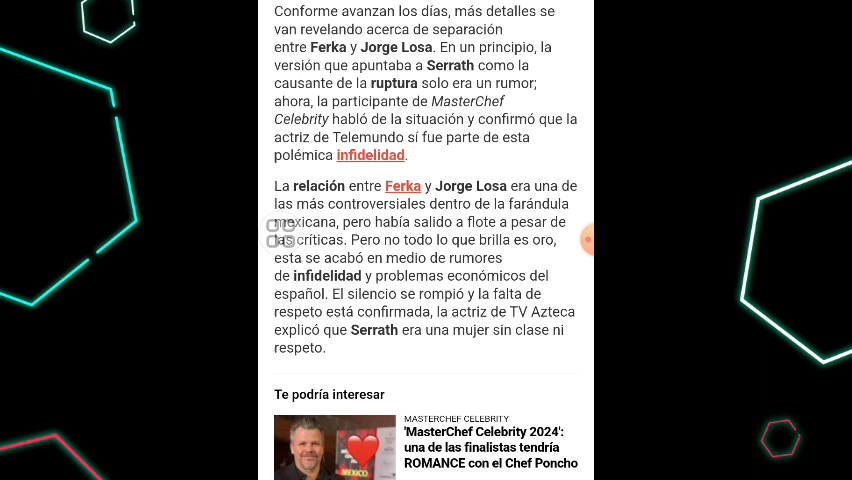 Conforme avanzan los días, más detalles se
van revelando acerca de separación
entre Ferka y Jorge Losa. En un principio, la
versión que apuntaba a Serrath como la
causante de la ruptura solo era un rumor;
ahora, la participante de MasterChef
Celebrity habló de la situación y confirmó que la
actriz de Telemundo sí fue parte de esta
polémica infidelidad.
La relación entre Ferka y Jorge Losa era una de
las más controversiales dentro de la farándula
mexicana, pero había salido a flote a pesar de
las críticas. Pero no todo lo que brilla es oro,
esta se acabó en medio de rumores
de infidelidad y problemas económicos del
español. El silencio se rompió y la falta de
respeto está confirmada, la actriz de TV Azteca
explicó que Serrath era una mujer sin clase ni
respeto.
Te podría interesar
MASTERCHEF CELEBRITY
'MasterChef Celebrity 2024':
una de las finalistas tendría
ROMANCE con el Chef Poncho
MÉXICO